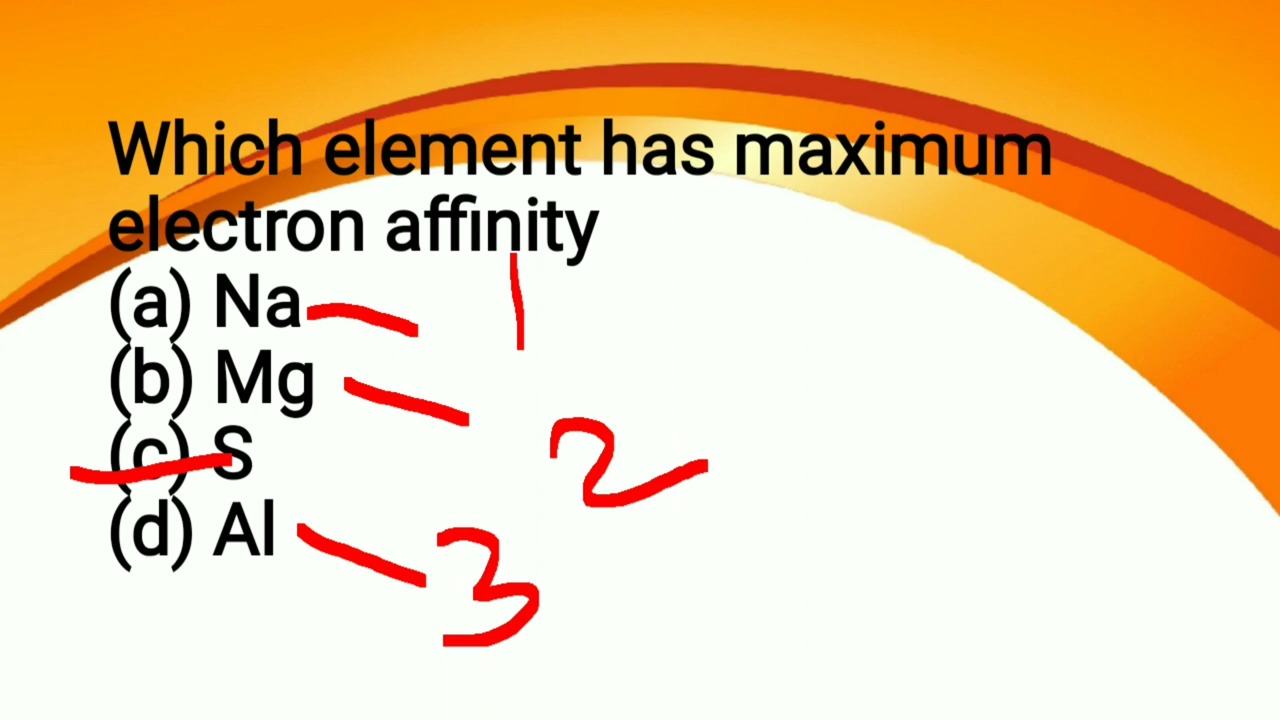 Which element has maximum
electron affinity
(a) Na — 1
(b) Mg — 2
(c) S
(d) Al — 3